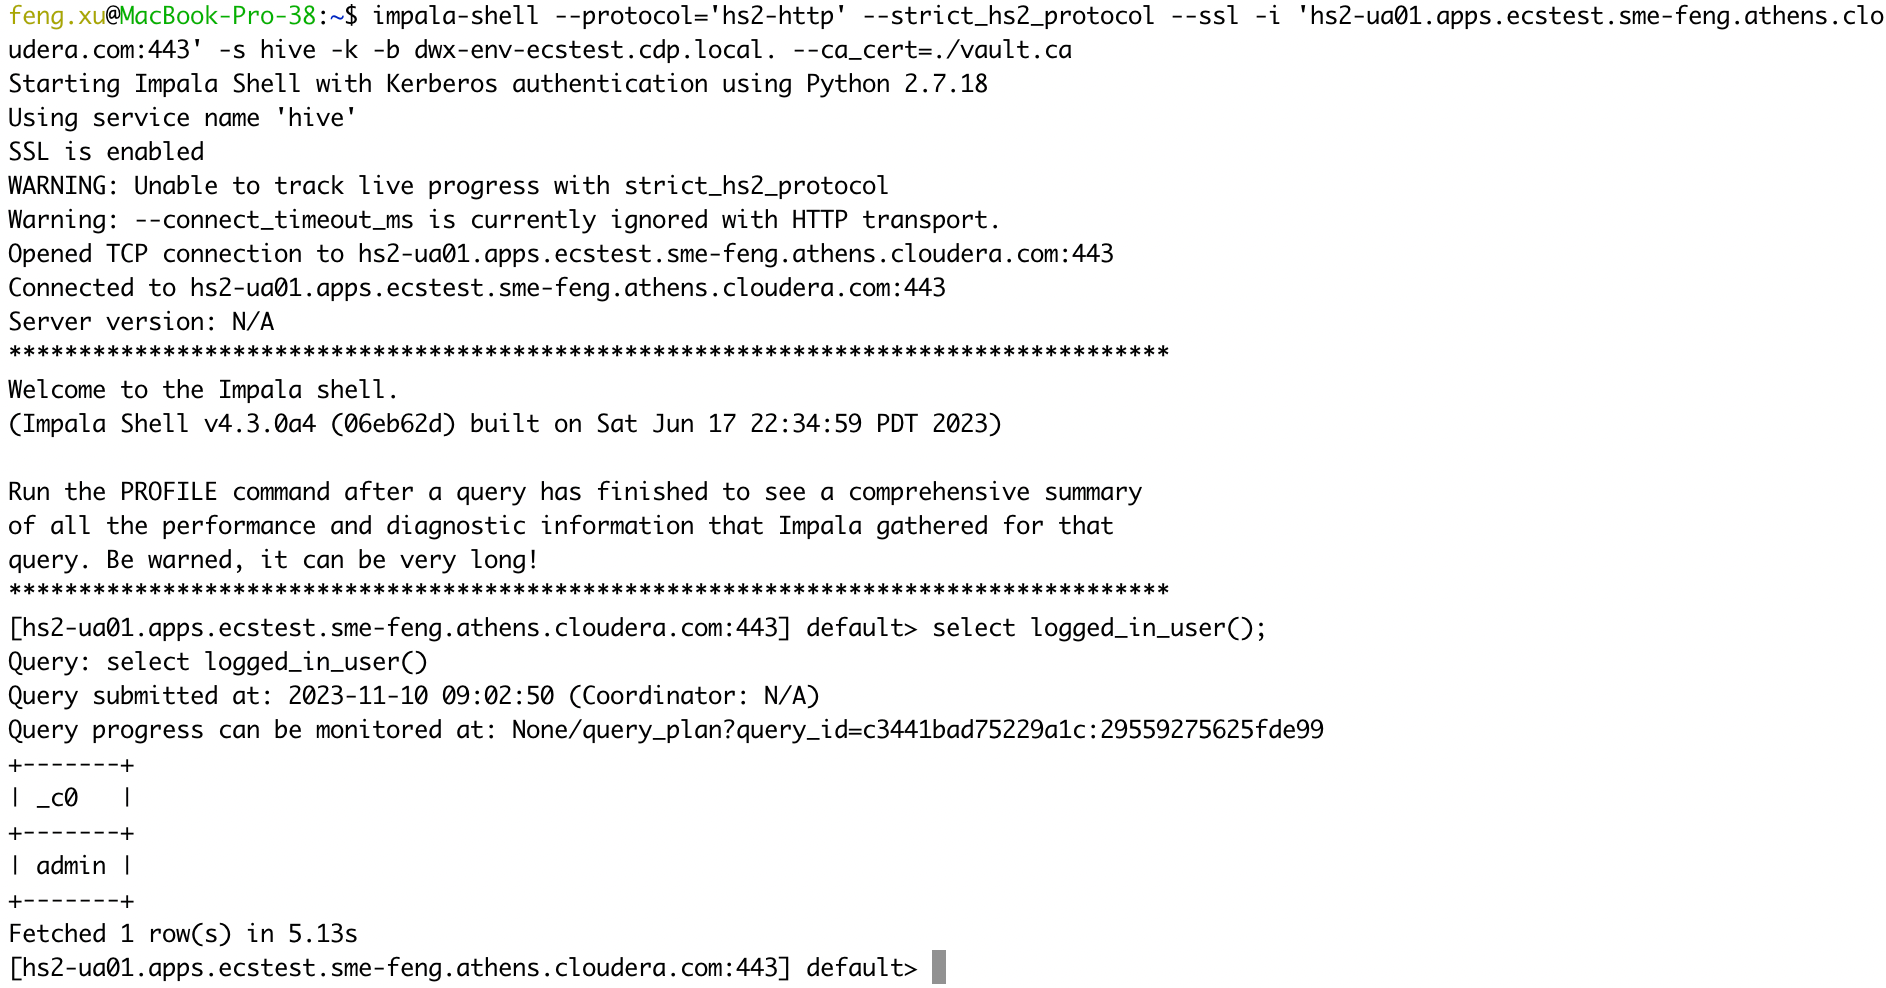 feng.xu@MacBook-Pro-38:~$ impala-shell --protocol='hs2-http' --strict_hs2_protocol --ssl -i 'hs2-ua01.apps.ecstest.sme-feng.athens.clo
udera.com:443' -s hive -k -b dwx-env-ecstest.cdp.local. --ca_cert=./vault.ca
Starting Impala Shell with Kerberos authentication using Python 2.7.18
Using service name 'hive'
SSL is enabled
WARNING: Unable to track live progress with strict_hs2_protocol
Warning: --connect_timeout_ms is currently ignored with HTTP transport.
Opened TCP connection to hs2-ua01.apps.ecstest.sme-feng.athens.cloudera.com:443
Connected to hs2-ua01.apps.ecstest.sme-feng.athens.cloudera.com:443
Server version: N/A
***********************************************************************************
Welcome to the Impala shell.
(Impala Shell v4.3.0a4 (06eb62d) built on Sat Jun 17 22:34:59 PDT 2023)

Run the PROFILE command after a query has finished to see a comprehensive summary
of all the performance and diagnostic information that Impala gathered for that
query. Be warned, it can be very long!
***********************************************************************************
[hs2-ua01.apps.ecstest.sme-feng.athens.cloudera.com:443] default> select logged_in_user();
Query: select logged_in_user()
Query submitted at: 2023-11-10 09:02:50 (Coordinator: N/A)
Query progress can be monitored at: None/query_plan?query_id=c3441bad75229a1c:29559275625fde99
+-------+
| _c0   |
+-------+
| admin |
+-------+
Fetched 1 row(s) in 5.13s
[hs2-ua01.apps.ecstest.sme-feng.athens.cloudera.com:443] default>